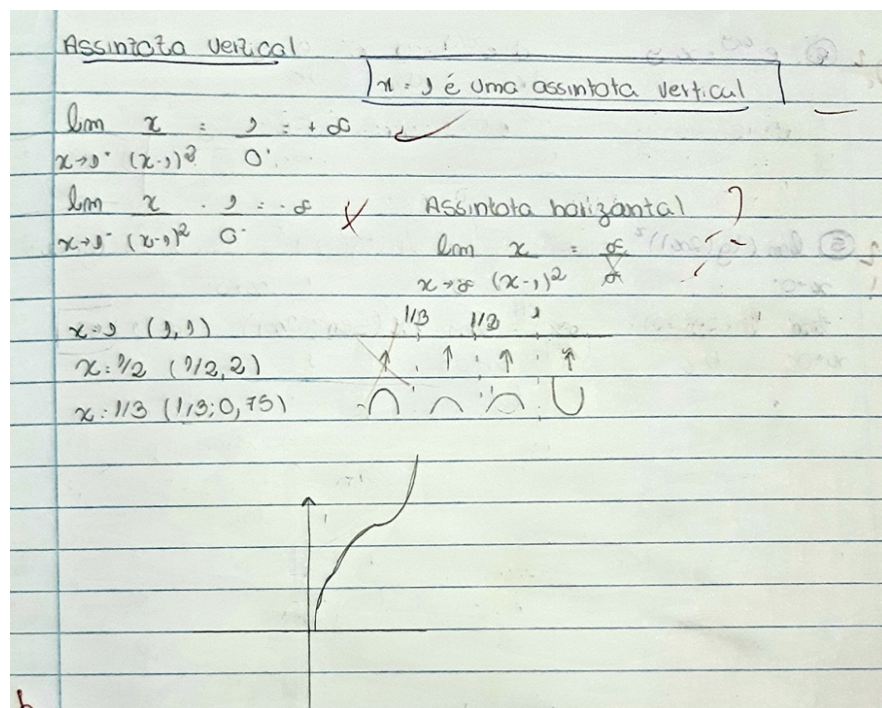 Assintota vertical
x = 1 é uma assintota vertical
lim x = 1 = + ∞
x→1⁺ (x-1)² 0⁺
lim x = 1 = - ∞
x→1⁻ (x-1)² 0⁻
Assintota horizontal ?
lim x = ∞
x→∞ (x-1)² ∞
x=1 (1,1)
x=1/2 (1/2,2)
x=1/3 (1/3;0,75)
1/3 1/2 1